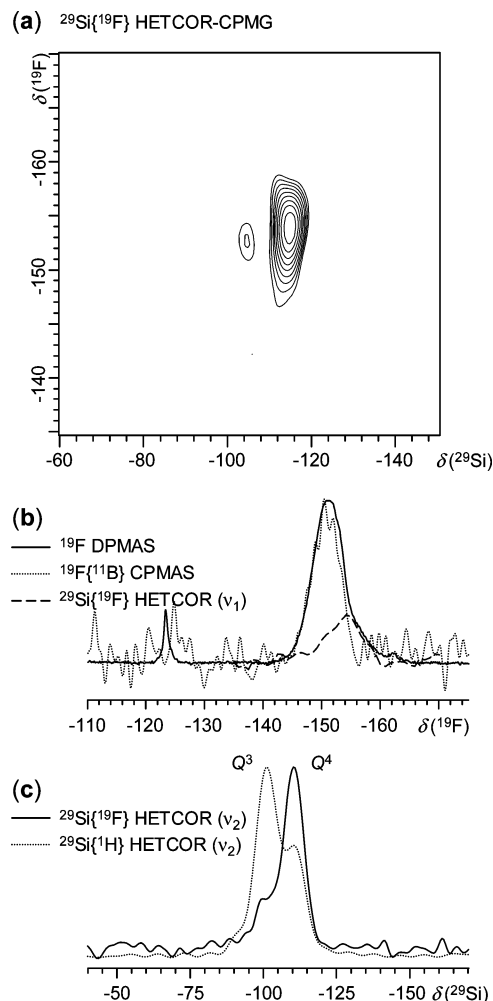 (a) ²⁹Si{¹⁹F} HETCOR-CPMG
δ(¹⁹F)
-160
-150
-140
-60 -80 -100 -120 -140 δ(²⁹Si)
(b)
¹⁹F DPMAS
¹⁹F{¹¹B} CPMAS
²⁹Si{¹⁹F} HETCOR (ν₁)
-110 -120 -130 -140 -150 -160 δ(¹⁹F)
Q³ Q⁴
(c)
²⁹Si{¹⁹F} HETCOR (ν₂)
²⁹Si{¹H} HETCOR (ν₂)
-50 -75 -100 -125 -150 δ(²⁹Si)